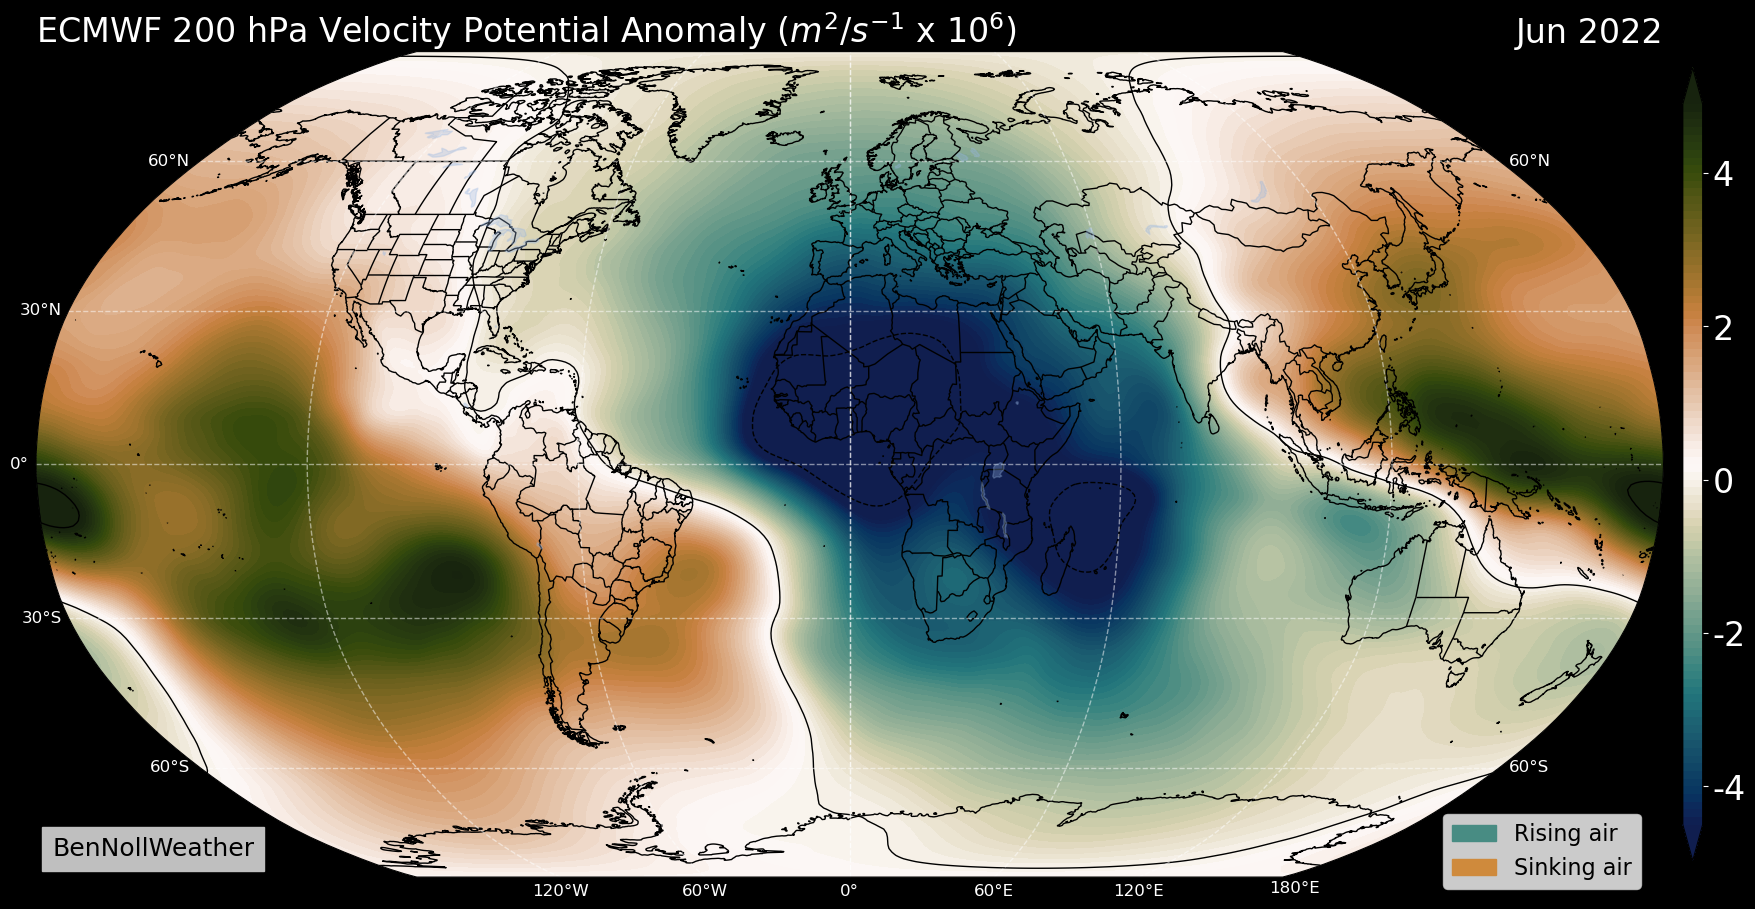 ECMWF 200 hPa Velocity Potential Anomaly (m²/s⁻¹ x 10⁶)
Jun 2022
60°N
60°N
4
30°N
2
0°
0
30°S
-2
60°S
60°S
-4
BenNollWeather
Rising air
Sinking air
120°W 60°W 0° 60°E 120°E 180°E